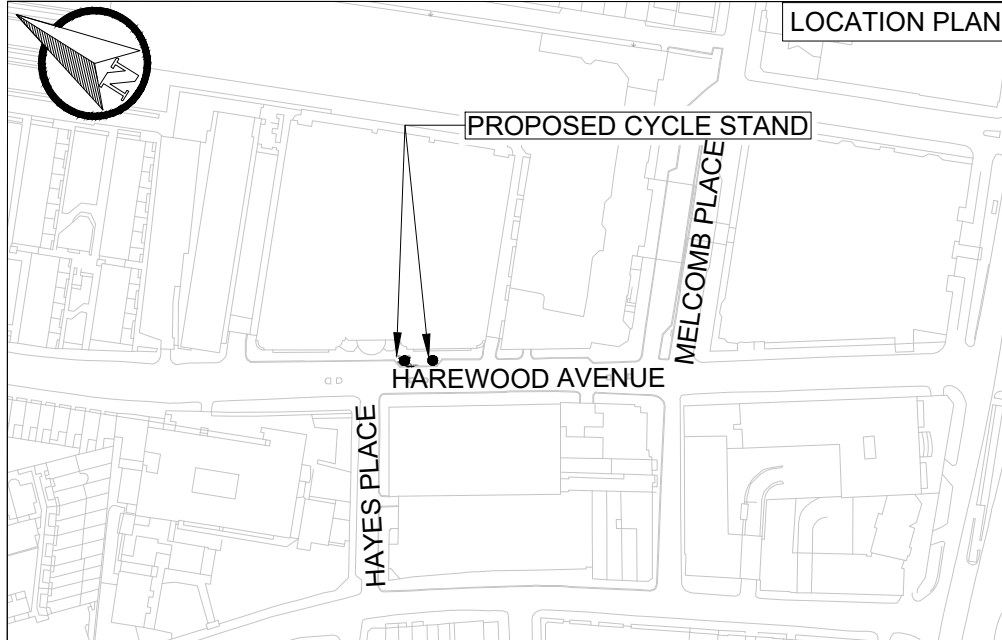 LOCATION PLAN
N
PROPOSED CYCLE STAND
MELCOMB PLACE
HAREWOOD AVENUE
HAYES PLACE